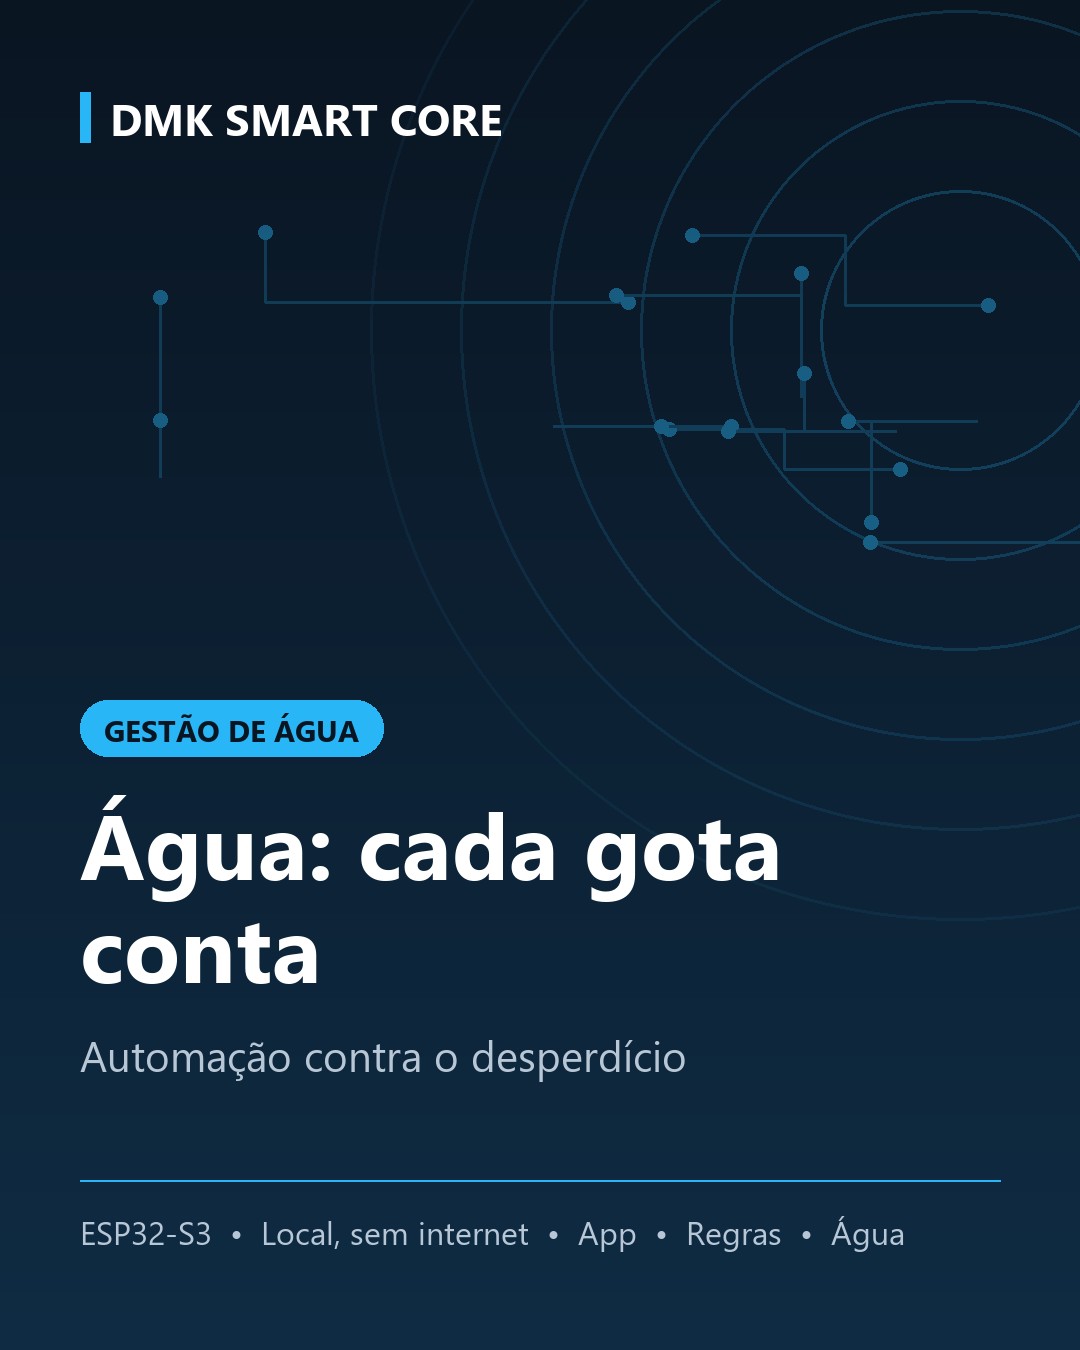 DMK SMART CORE
GESTÃO DE ÁGUA
Água: cada gota
conta
Automação contra o desperdício
ESP32-S3 • Local, sem internet • App • Regras • Água